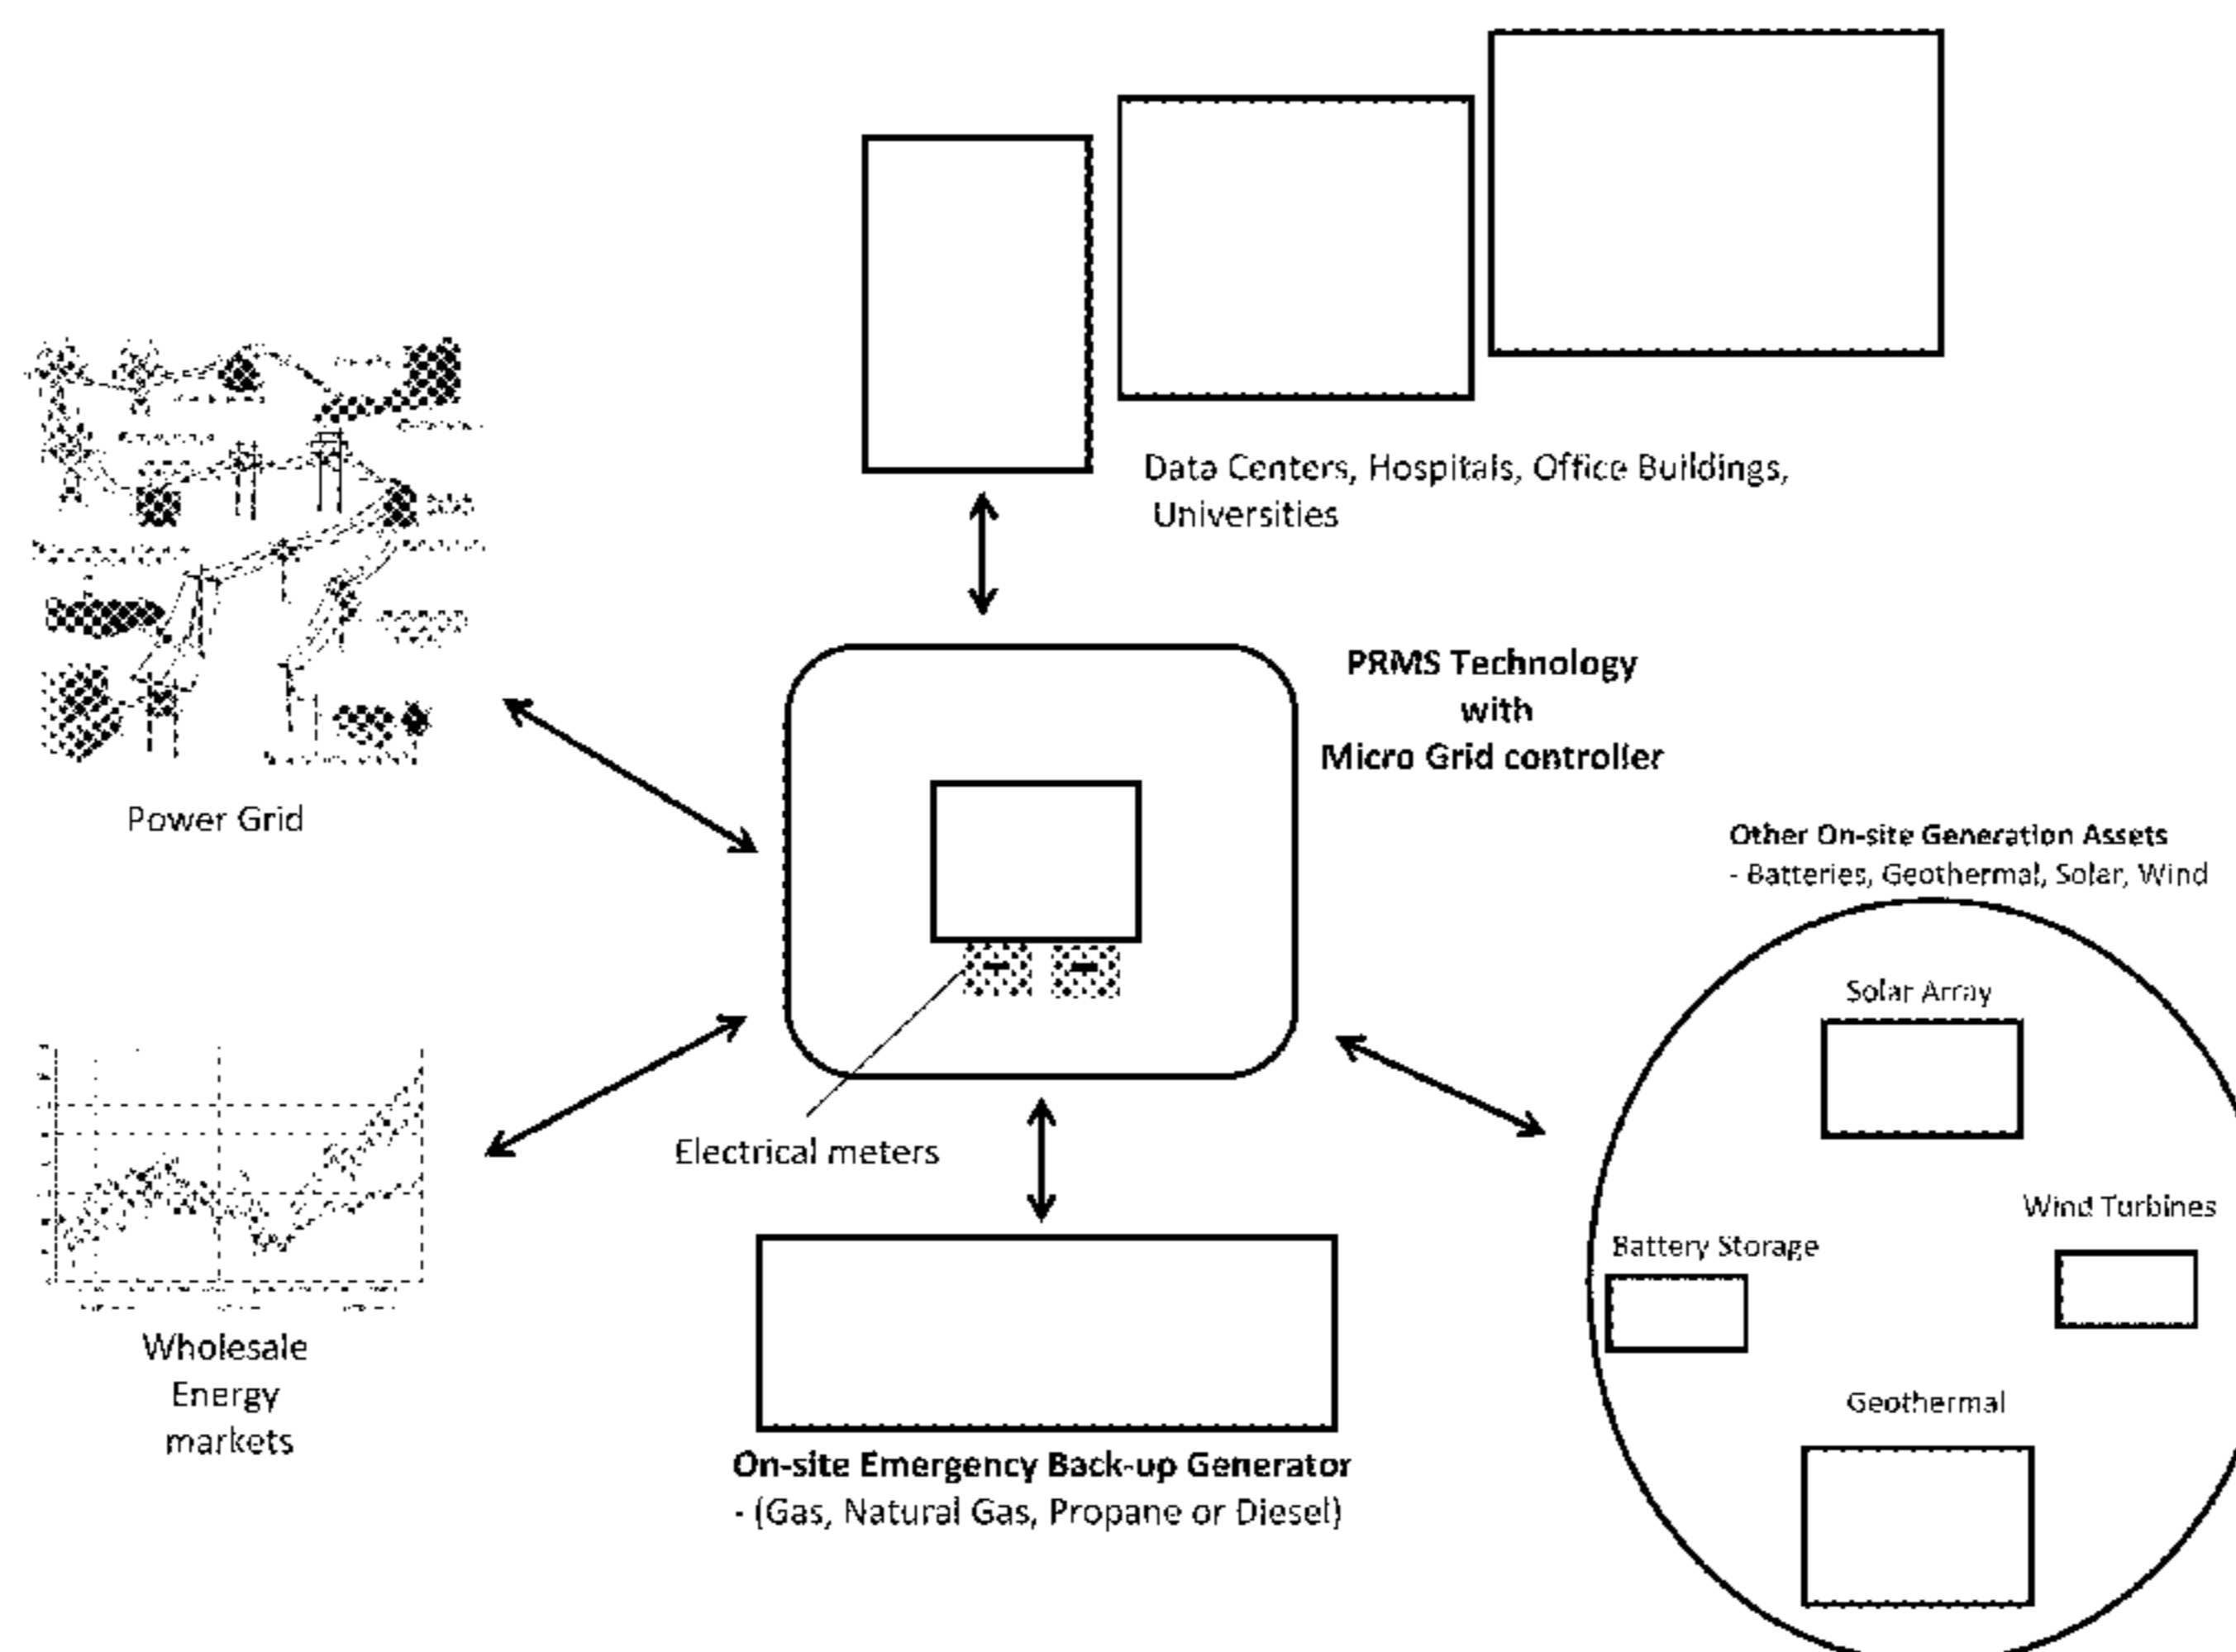 Data Centers, Hospitals, Office Buildings,
Universities
PRMS Technology
with
Micro Grid controller
Power Grid
Other On-site Generation Assets
- Batteries, Geothermal, Solar, Wind
Solar Array
Wind Turbines
Battery Storage
Geothermal
Electrical meters
Wholesale
Energy
markets
On-site Emergency Back-up Generator
- (Gas, Natural Gas, Propane or Diesel)